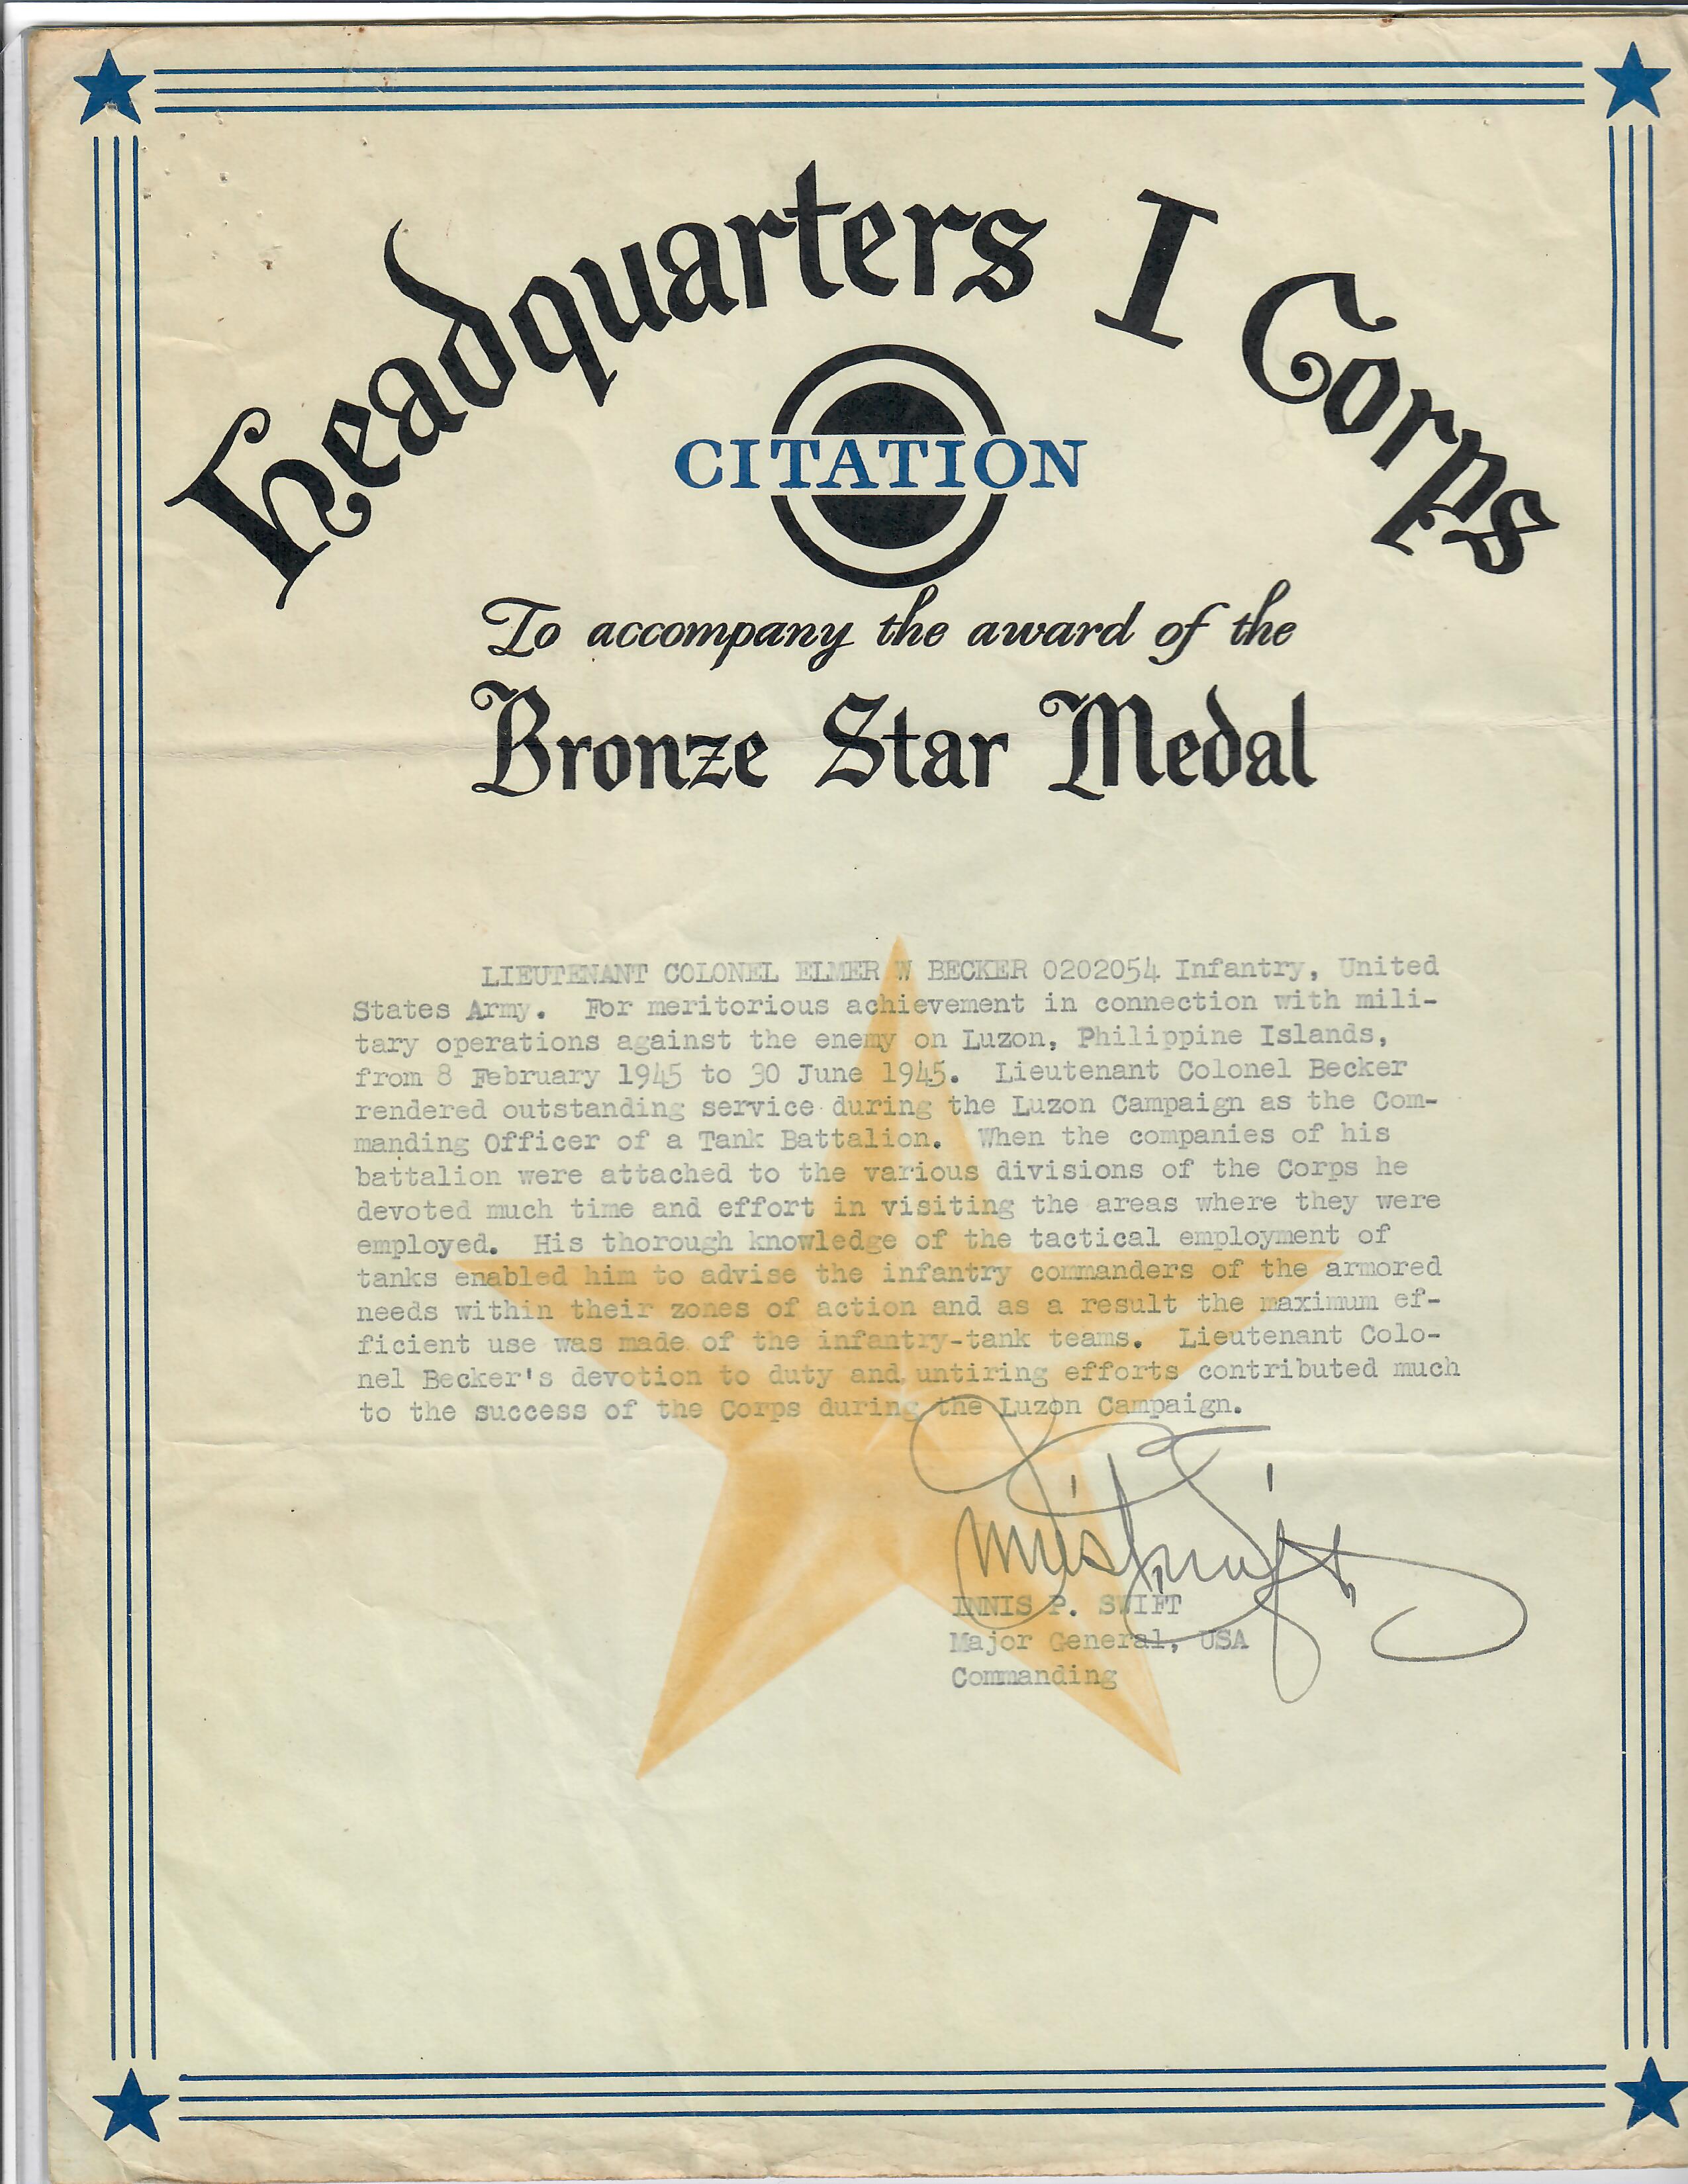 Headquarters I Corps
CITATION
To accompany the award of the
Bronze Star Medal
LIEUTENANT COLONEL ELMER W BECKER 0202054 Infantry, United
States Army. For meritorious achievement in connection with mili-
tary operations against the enemy on Luzon, Philippine Islands,
from 8 February 1945 to 30 June 1945. Lieutenant Colonel Becker
rendered outstanding service during the Luzon Campaign as the Com-
manding Officer of a Tank Battalion. When the companies of his
battalion were attached to the various divisions of the Corps he
devoted much time and effort in visiting the areas where they were
employed. His thorough knowledge of the tactical employment of
tanks enabled him to advise the infantry commanders of the armored
needs within their zones of action and as a result the maximum ef-
ficient use was made of the infantry-tank teams. Lieutenant Colo-
nel Becker's devotion to duty and untiring efforts contributed much
to the success of the Corps during the Luzon Campaign.
Innis P. Swift
INNIS P. SWIFT
Major General, USA
Commanding